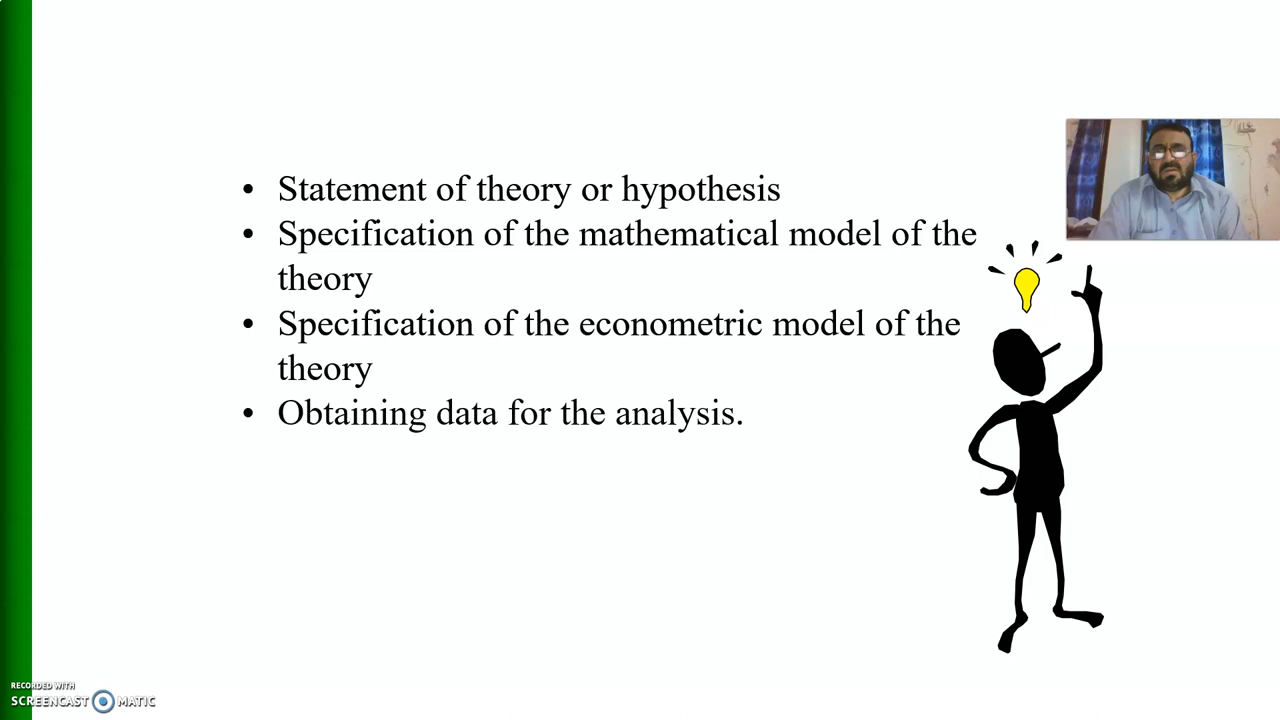 • Statement of theory or hypothesis
• Specification of the mathematical model of the
theory
• Specification of the econometric model of the
theory
• Obtaining data for the analysis.
RECORDED WITH
SCREENCAST MATIC